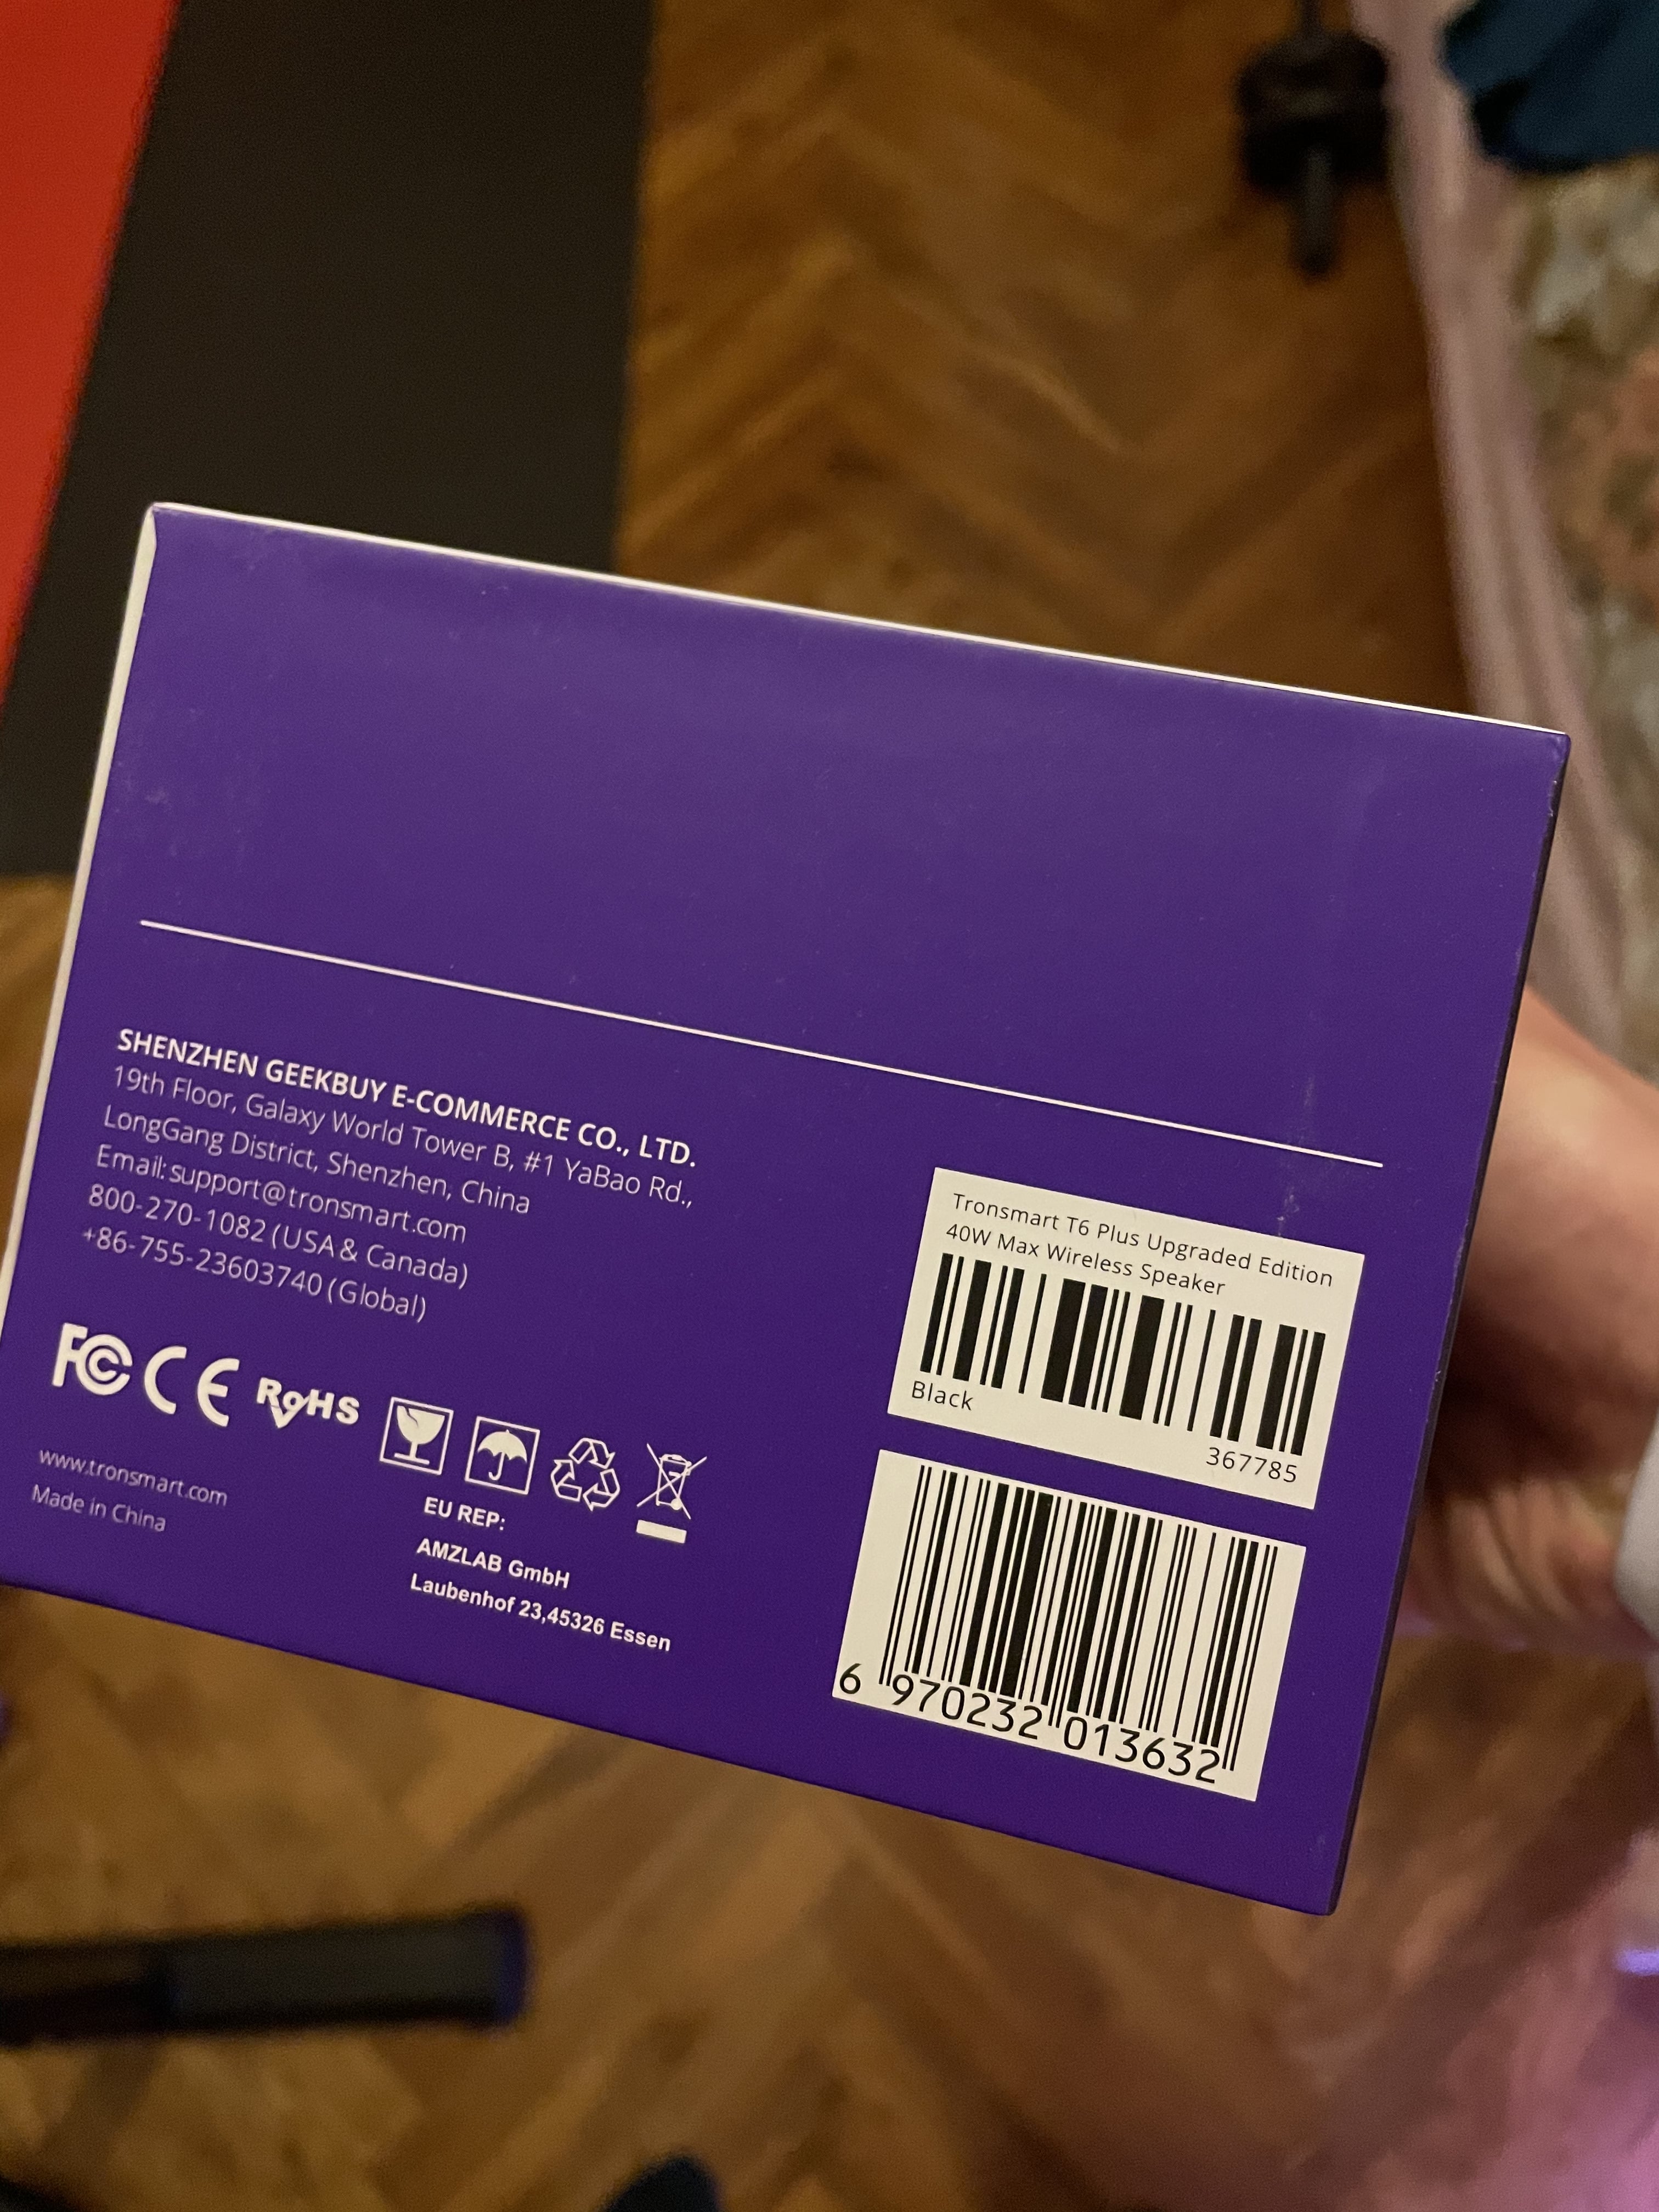 SHENZHEN GEEKBUY E-COMMERCE CO., LTD.
19th Floor, Galaxy World Tower B, #1 YaBao Rd.,
LongGang District, Shenzhen, China
Email:support@tronsmart.com
800-270-1082 (USA & Canada)
+86-755-23603740 (Global)
FC CE RoHS
www.tronsmart.com
Made in China
EU REP:
AMZLAB GmbH
Laubenhof 23,45326 Essen
Tronsmart T6 Plus Upgraded Edition
40W Max Wireless Speaker
Black
367785
6 970232 013632